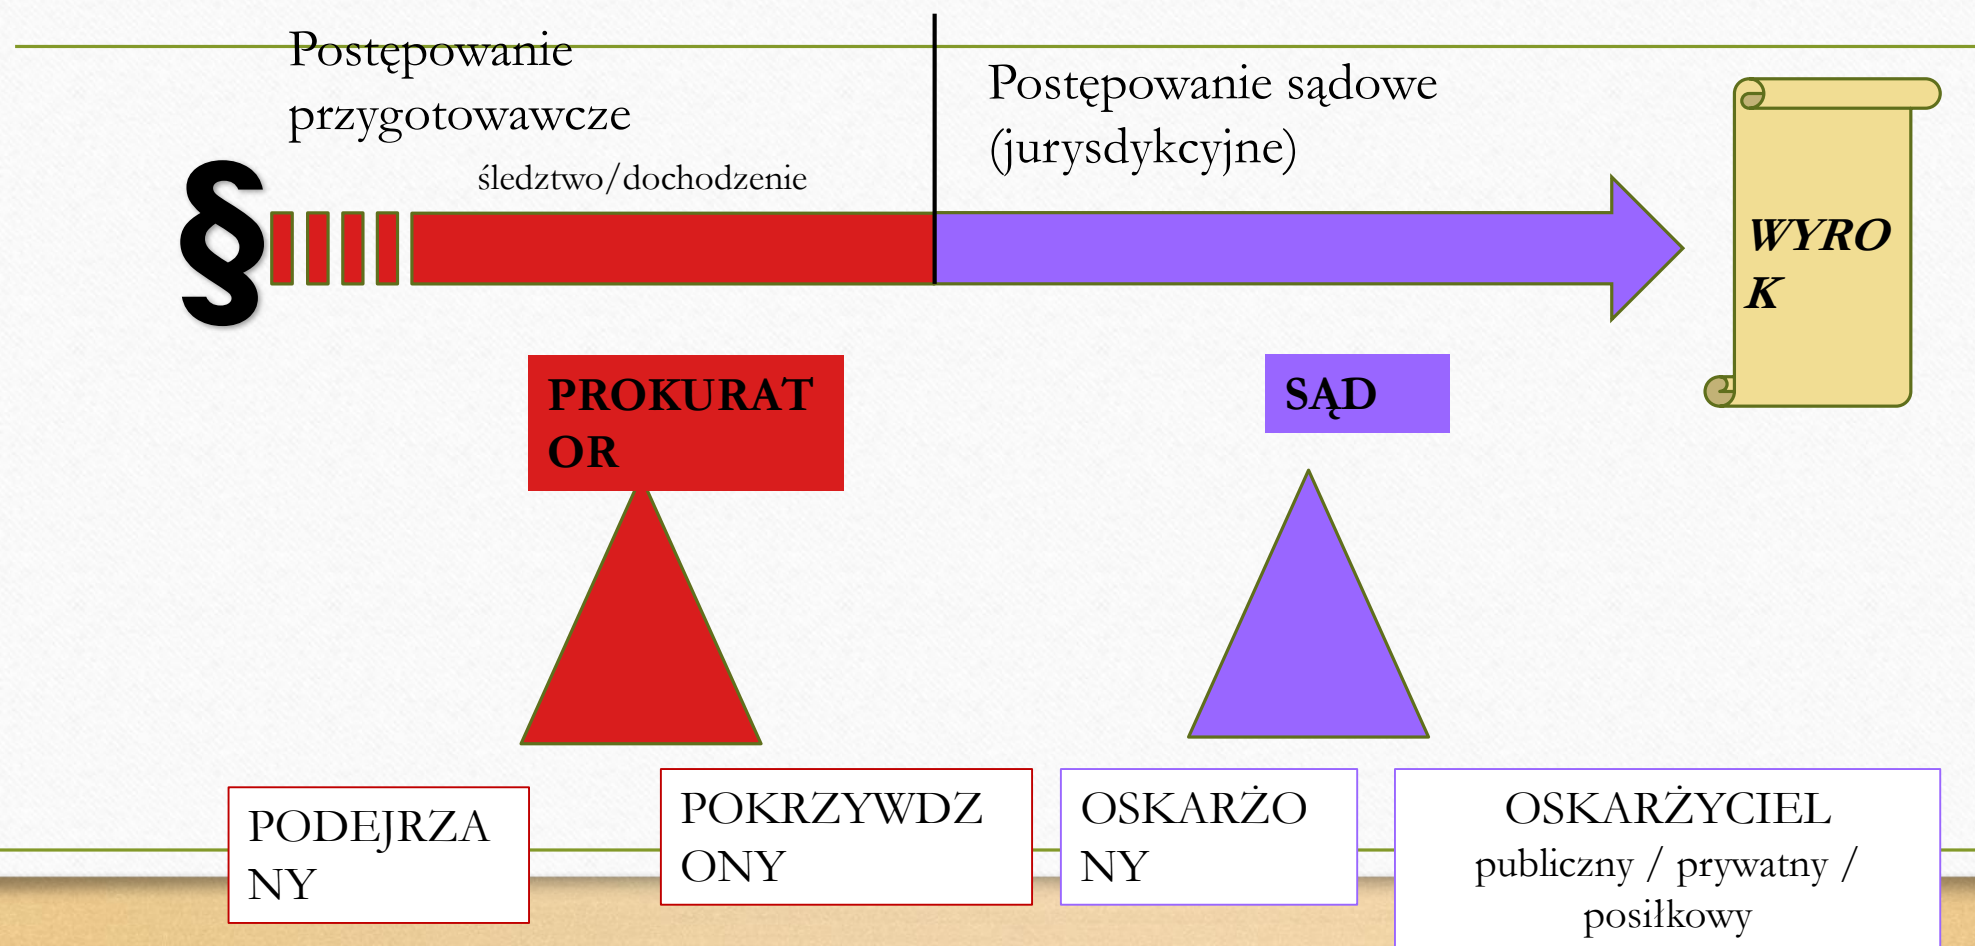 Postępowanie
przygotowawcze
śledztwo/dochodzenie
Postępowanie sądowe
(jurysdykcyjne)
§
WYRO
K
PROKURAT
OR
SĄD
PODEJRZA
NY
POKRZYWDZ
ONY
OSKARŻO
NY
OSKARŻYCIEL
publiczny / prywatny /
posiłkowy